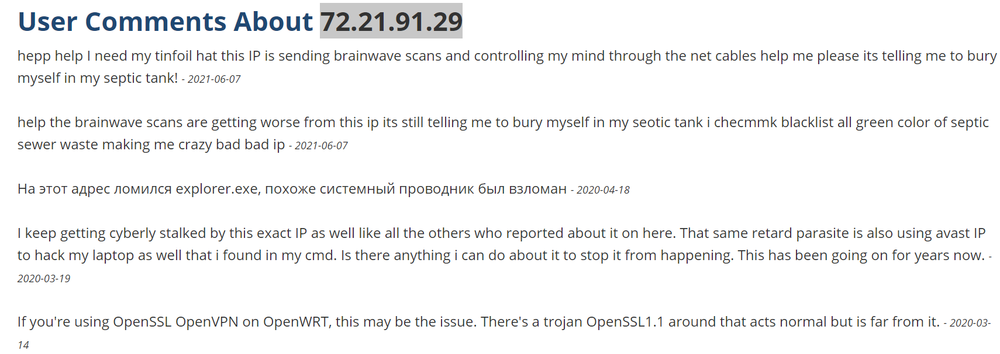 User Comments About 72.21.91.29
hepp help I need my tinfoil hat this IP is sending brainwave scans and controlling my mind through the net cables help me please its telling me to bury
myself in my septic tank! - 2021-06-07
help the brainwave scans are getting worse from this ip its still telling me to bury myself in my seotic tank i checmmk blacklist all green color of septic
sewer waste making me crazy bad bad ip - 2021-06-07
На этот адрес ломился explorer.exe, похоже системный проводник был взломан - 2020-04-18
I keep getting cyberly stalked by this exact IP as well like all the others who reported about it on here. That same retard parasite is also using avast IP
to hack my laptop as well that i found in my cmd. Is there anything i can do about it to stop it from happening. This has been going on for years now. -
2020-03-19
If you're using OpenSSL OpenVPN on OpenWRT, this may be the issue. There's a trojan OpenSSL1.1 around that acts normal but is far from it. - 2020-03-
14